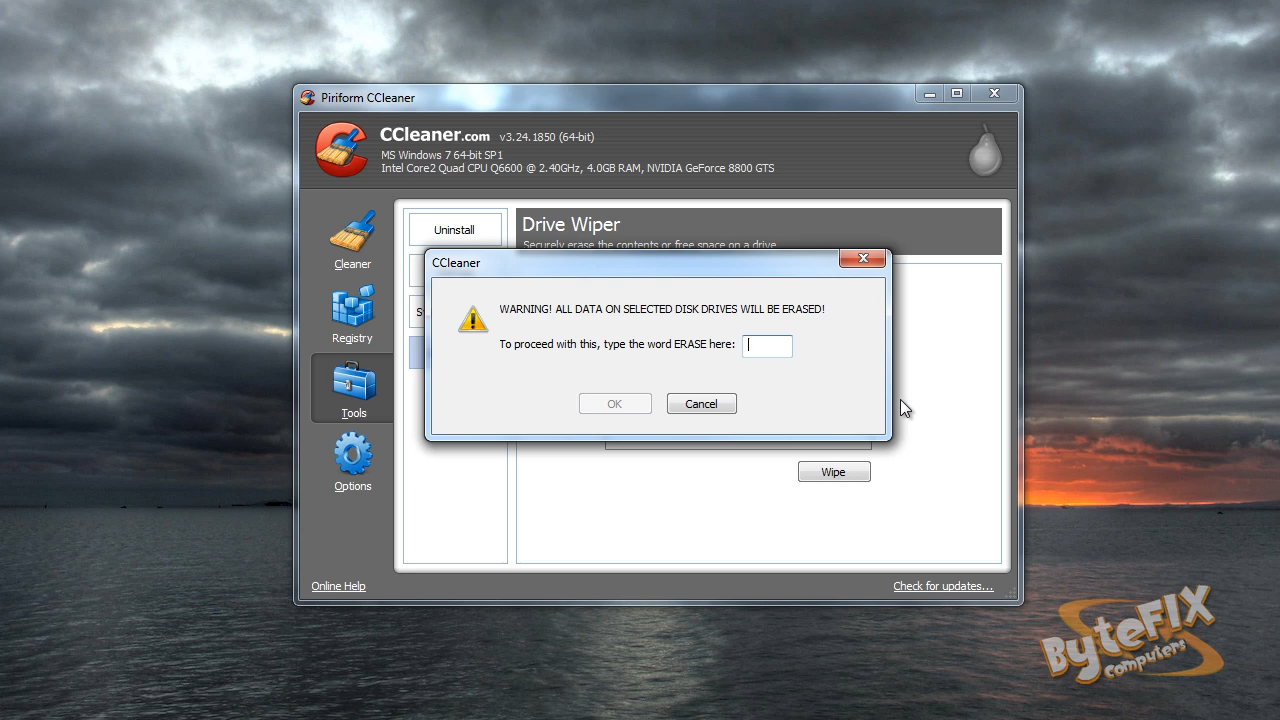 Piriform CCleaner
CCleaner.com v3.24.1850 (64-bit)
MS Windows 7 64-bit SP1
Intel Core2 Quad CPU Q6600 @ 2.40GHz, 4.0GB RAM, NVIDIA GeForce 8800 GTS
Cleaner
Registry
Tools
Options
Uninstall
S
Drive Wiper
Securely erase the contents or free space on a drive
CCleaner
WARNING! ALL DATA ON SELECTED DISK DRIVES WILL BE ERASED!
To proceed with this, type the word ERASE here:
OK
Cancel
Wipe
Online Help
Check for updates...
ByteFIX
Computers